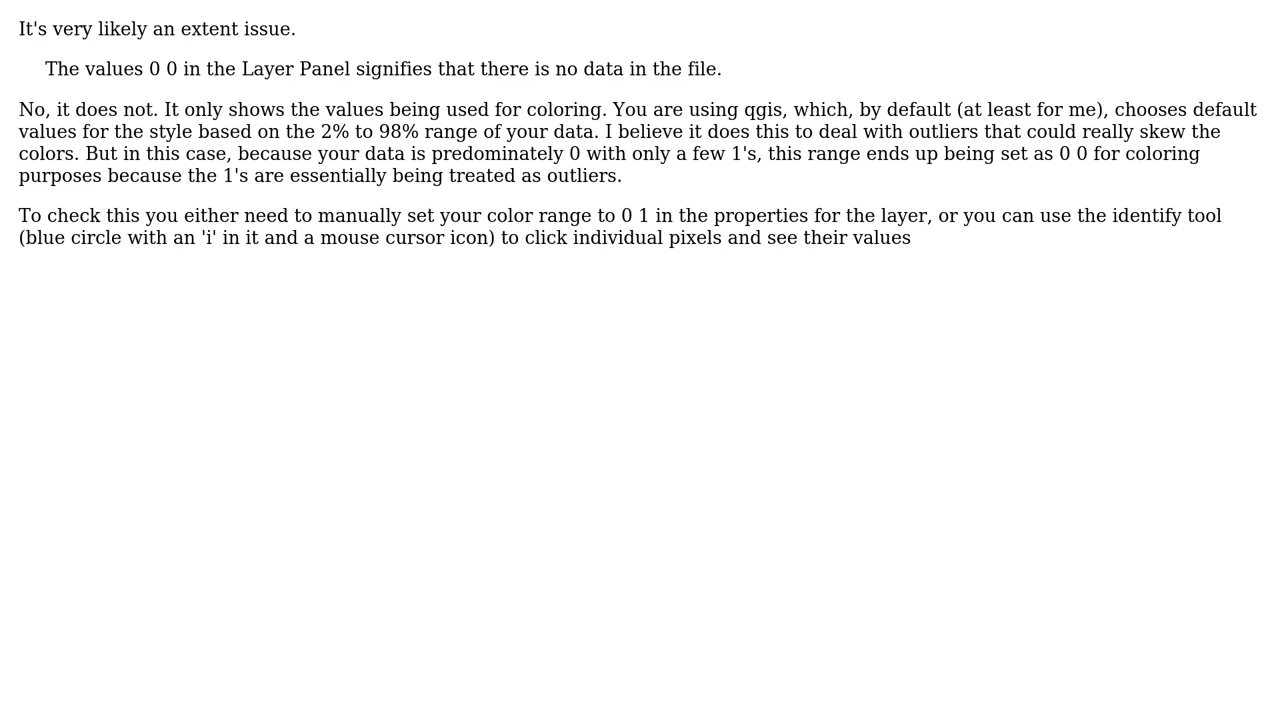 It's very likely an extent issue.
The values 0 0 in the Layer Panel signifies that there is no data in the file.
No, it does not. It only shows the values being used for coloring. You are using qgis, which, by default (at least for me), chooses default
values for the style based on the 2% to 98% range of your data. I believe it does this to deal with outliers that could really skew the
colors. But in this case, because your data is predominately 0 with only a few 1's, this range ends up being set as 0 0 for coloring
purposes because the 1's are essentially being treated as outliers.
To check this you either need to manually set your color range to 0 1 in the properties for the layer, or you can use the identify tool
(blue circle with an 'i' in it and a mouse cursor icon) to click individual pixels and see their values